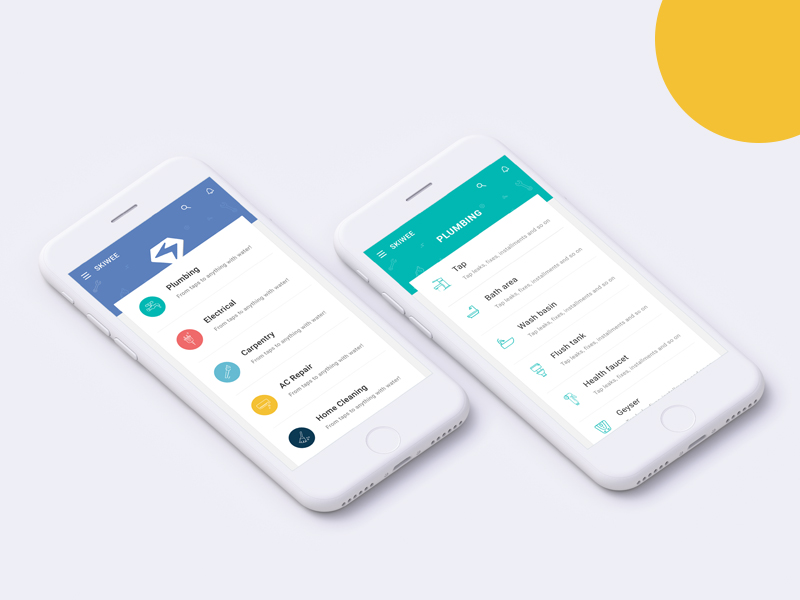 SKIWEE
Plumbing
From taps to anything with water!
Electrical
From taps to anything with water!
Carpentry
From taps to anything with water!
AC Repair
From taps to anything with water!
Home Cleaning
From taps to anything with water!
SKIWEE
PLUMBING
Tap
Tap leaks, fixes, installments and so on
Bath area
Tap leaks, fixes, installments and so on
Wash basin
Tap leaks, fixes, installments and so on
Flush tank
Tap leaks, fixes, installments and so on
Health faucet
Tap leaks, fixes, installments and so on
Geyser